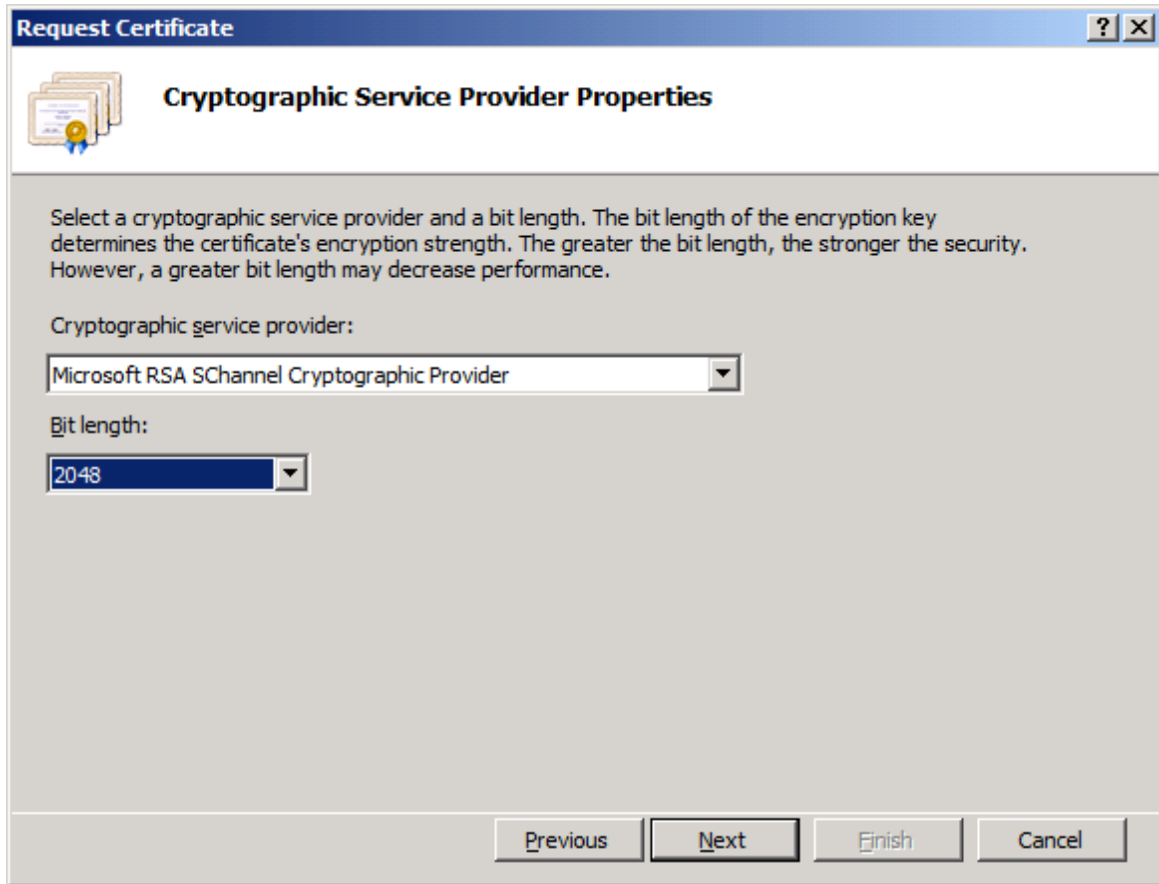 Request Certificate
Cryptographic Service Provider Properties
Select a cryptographic service provider and a bit length. The bit length of the encryption key
determines the certificate's encryption strength. The greater the bit length, the stronger the security.
However, a greater bit length may decrease performance.
Cryptographic service provider:
Microsoft RSA SChannel Cryptographic Provider
Bit length:
2048
Previous Next Finish Cancel